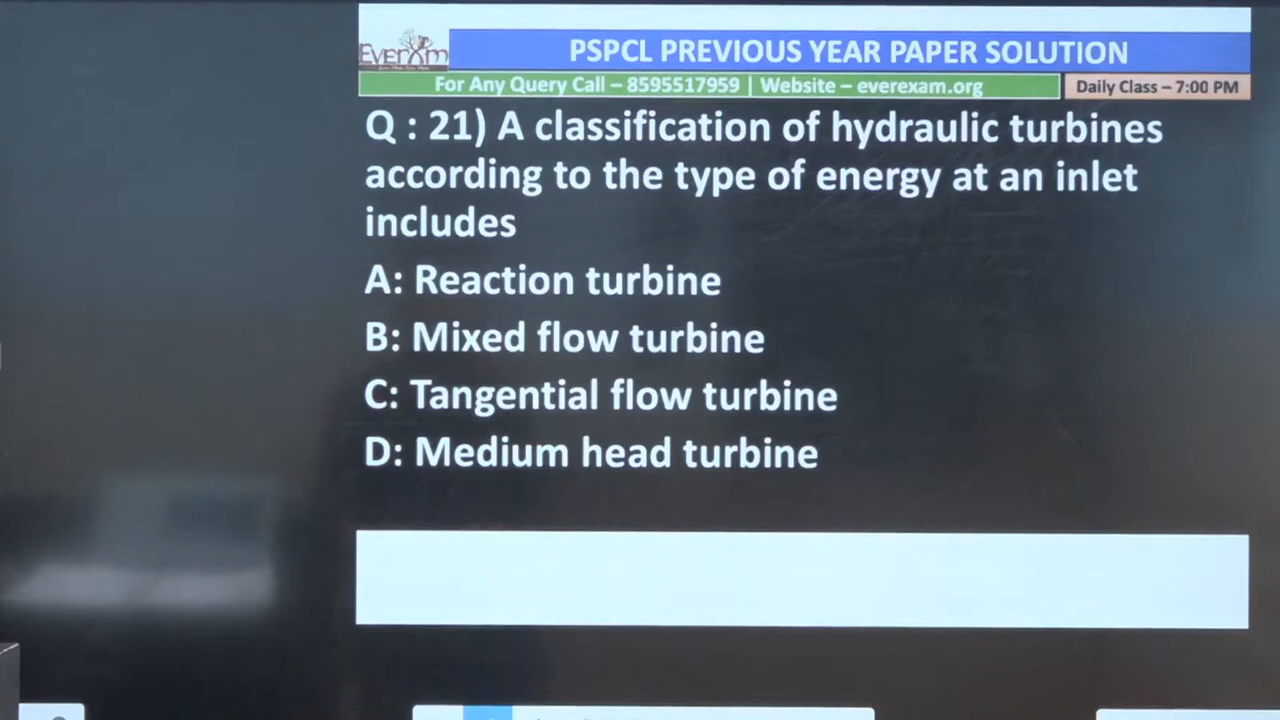 EverExam
PSPCL PREVIOUS YEAR PAPER SOLUTION
For Any Query Call – 8595517959 | Website – everexam.org
Daily Class – 7:00 PM
Q : 21) A classification of hydraulic turbines
according to the type of energy at an inlet
includes
A: Reaction turbine
B: Mixed flow turbine
C: Tangential flow turbine
D: Medium head turbine